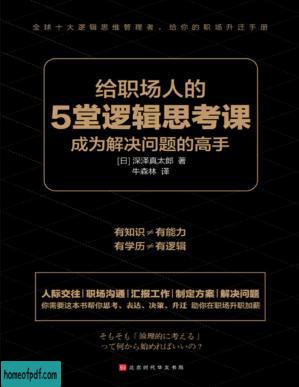 全球十大逻辑思维管理者，给你的职场升迁手册
给职场人的
5堂逻辑思考课
成为解决问题的高手
[日] 深泽真太郎 著
牛森林 译
有知识≠有能力
有学历≠有逻辑
人际交往|职场沟通|汇报工作|制定方案|解决问题
你需要这本书帮你思考、表达、决策、升迁 助你在职场升职加薪
そもそも「論理的に考える」
って何から始めればいいの？
homeofpdf.com
北京时代华文书局